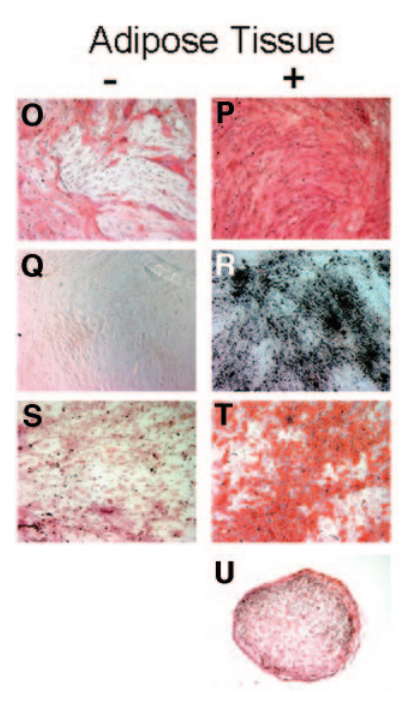 Adipose Tissue
- +
O P
Q R
S T
U